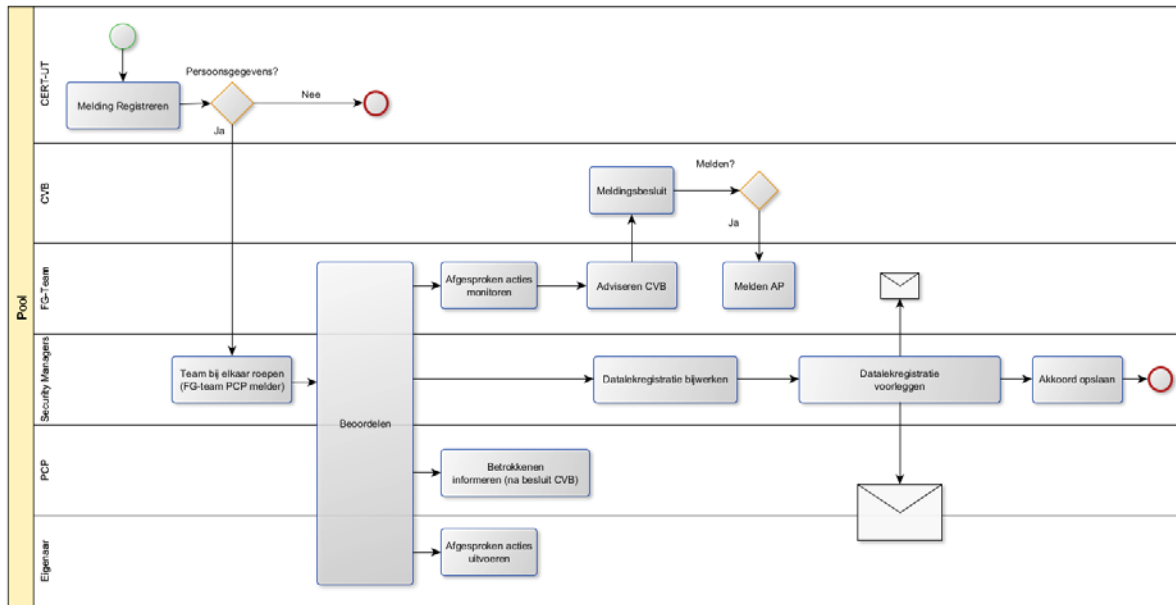 Pool
CERT-UT
Persoonsgegevens?
Melding Registreren
Nee
Ja
CVB
Melden?
Meldingsbesluit
Ja
FG-Team
Afgesproken acties
monitoren
Adviseren CVB
Melden AP
Security Managers
Team bij elkaar roepen
(FG-team PCP melder)
Beoordelen
Datalekregistratie bijwerken
Datalekregistratie
voorleggen
Akkoord opslaan
PCP
Betrokkenen
informeren (na besluit CVB)
Eigenaar
Afgesproken acties
uitvoeren